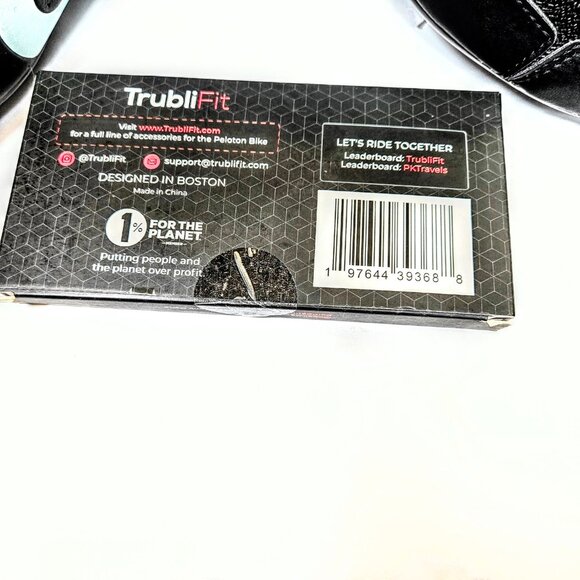 TrubliFit
Visit www.TrubliFit.com
for a full line of accessories for the Peloton Bike
@TrubliFit support@trublifit.com
DESIGNED IN BOSTON
Made in China
1% FOR THE
PLANET
MEMBER
Putting people and
the planet over profit.
LET'S RIDE TOGETHER
Leaderboard: TrubliFit
Leaderboard: PKTravels
1 97644 39368 8